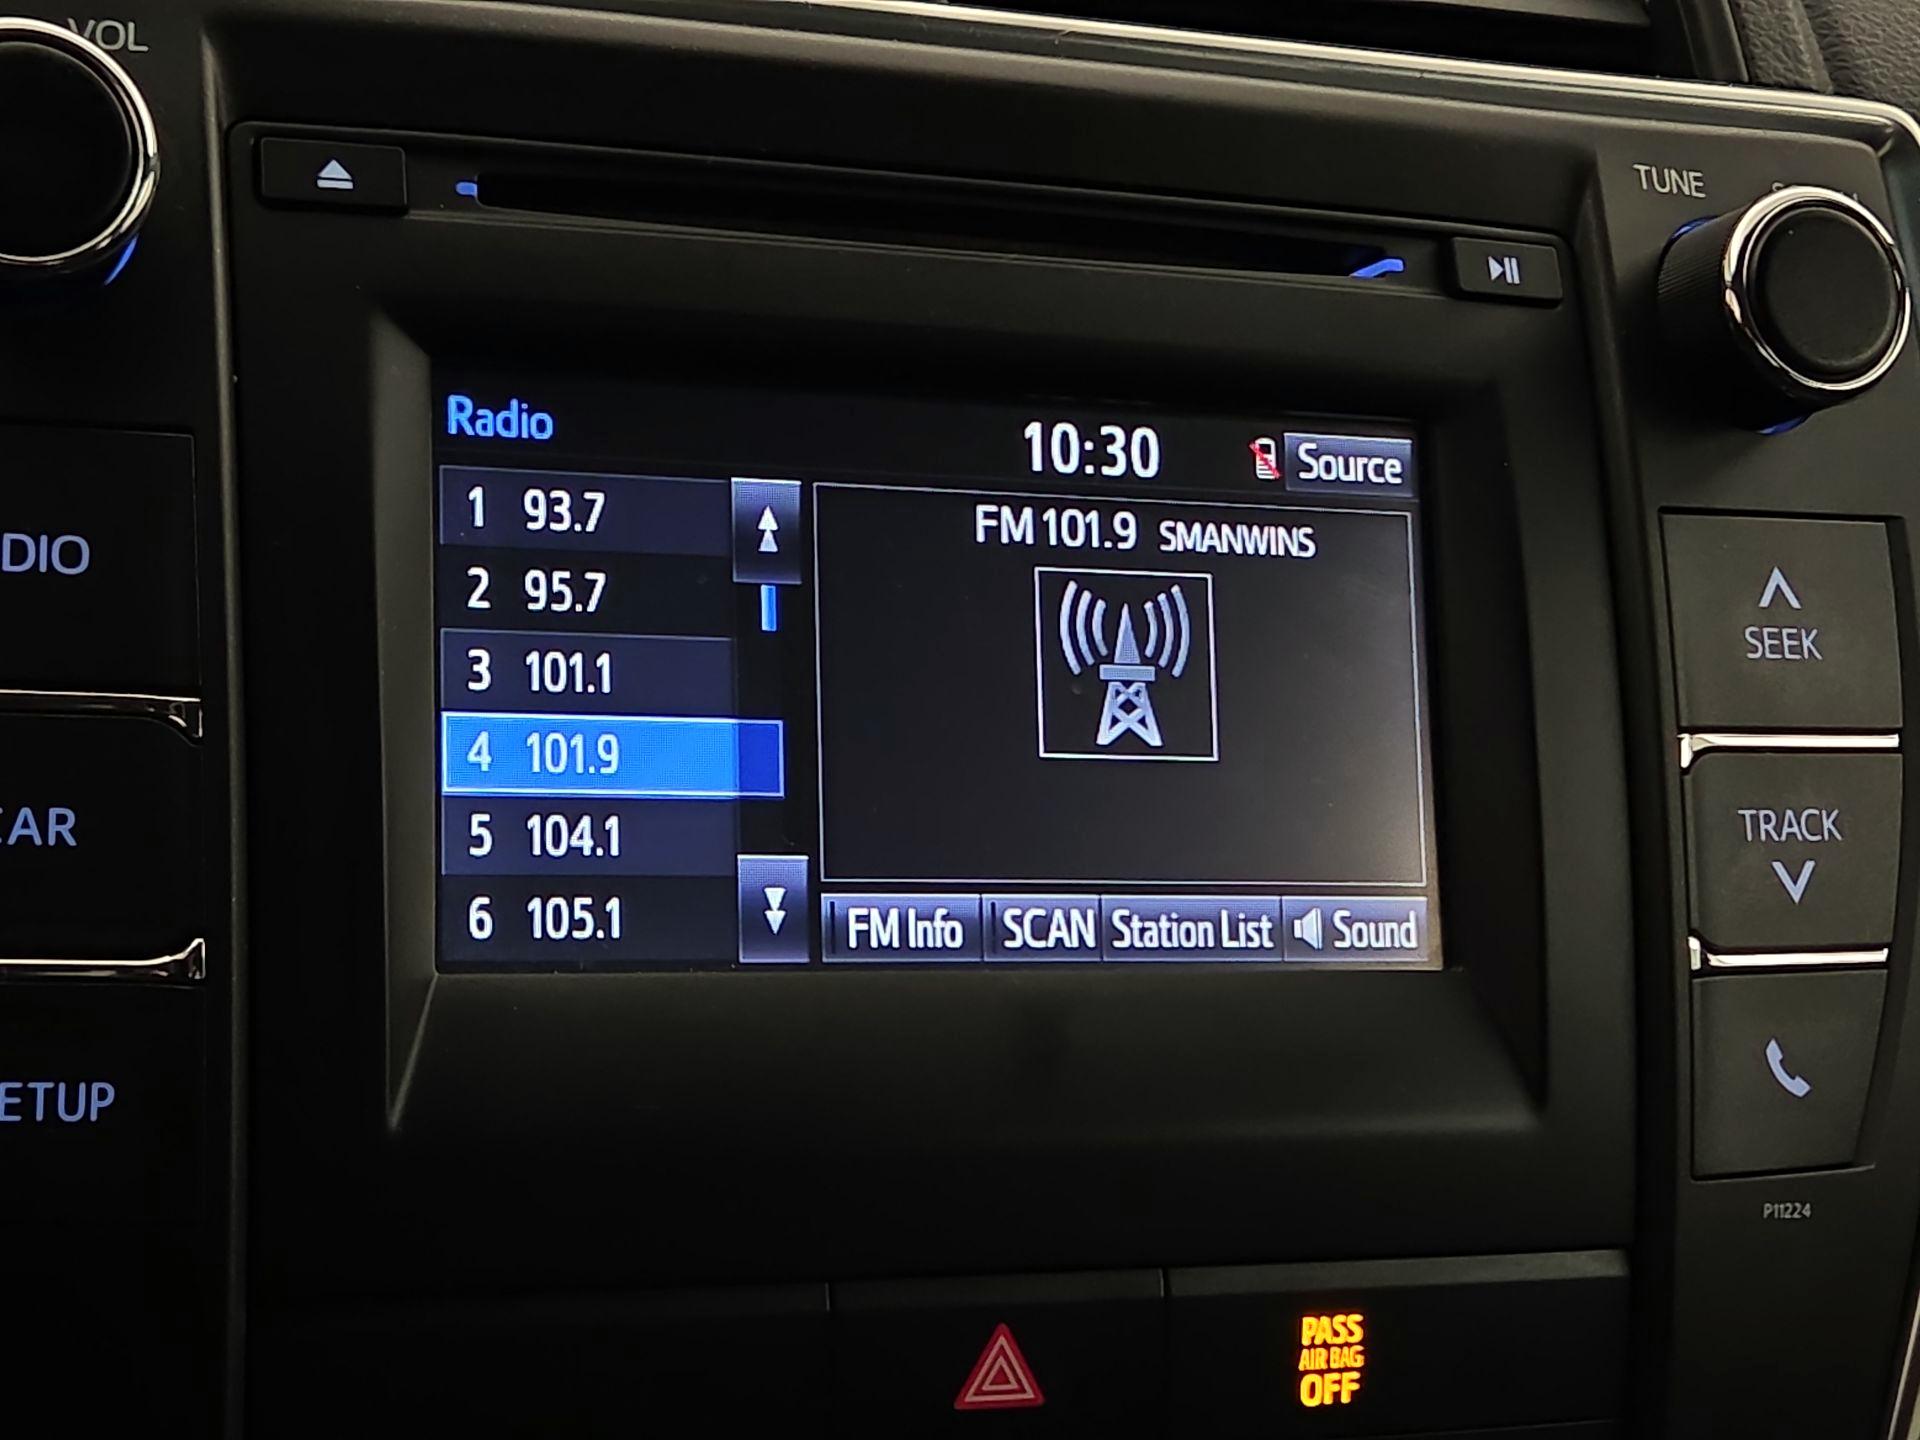 VOL
TUNE
Radio
10:30
Source
1 93.7
2 95.7
3 101.1
4 101.9
5 104.1
6 105.1
FM 101.9 SMANWINS
FM Info
SCAN
Station List
Sound
DIO
CAR
ETUP
SEEK
TRACK
P11224
PASS
AIR BAG
OFF